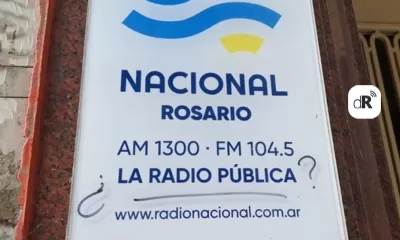 NACIONAL
ROSARIO
AM 1300 · FM 104.5
¿LA RADIO PÚBLICA?
www.radionacional.com.ar
dR